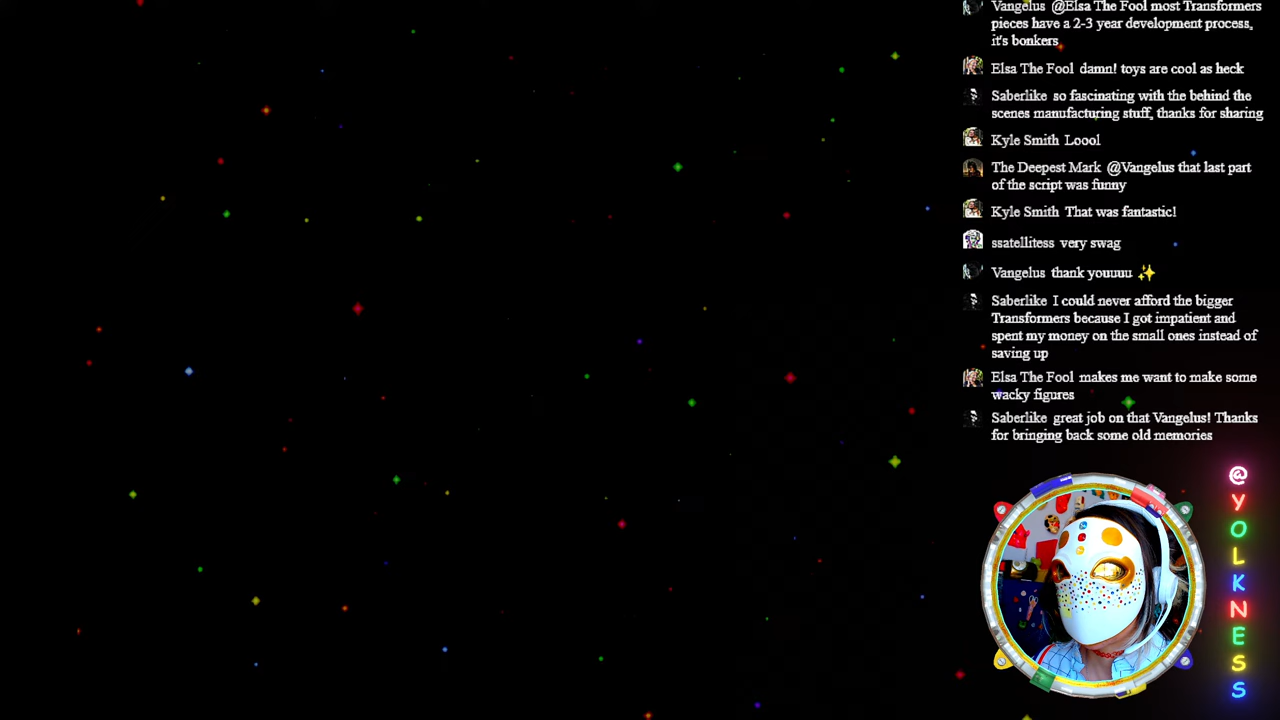 Vangelus @Elsa The Fool most Transformers
pieces have a 2-3 year development process,
it's bonkers
Elsa The Fool damn! toys are cool as heck
Saberlike so fascinating with the behind the
scenes manufacturing stuff, thanks for sharing
Kyle Smith Loool
The Deepest Mark @Vangelus that last part
of the script was funny
Kyle Smith That was fantastic!
ssatellitess very swag
Vangelus thank youuuu ✨
Saberlike I could never afford the bigger
Transformers because I got impatient and
spent my money on the small ones instead of
saving up
Elsa The Fool makes me want to make some
wacky figures
Saberlike great job on that Vangelus! Thanks
for bringing back some old memories
@YOLKNESS